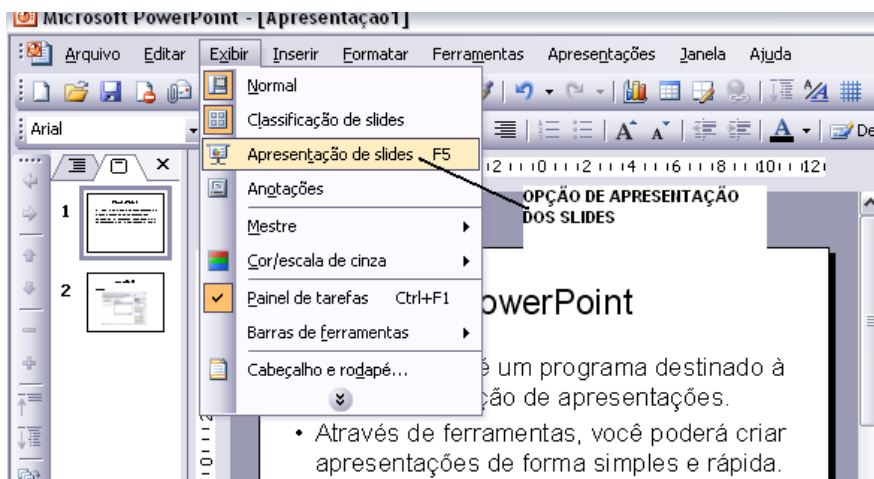 Microsoft PowerPoint - [Apresentação1]
Arquivo Editar Exibir Inserir Formatar Ferramentas Apresentações Janela Ajuda
Normal
Classificação de slides
Arial
Apresentação de slides F5
Anotações
OPÇÃO DE APRESENTAÇÃO
DOS SLIDES
Mestre
Cor/escala de cinza
Painel de tarefas Ctrl+F1
Barras de ferramentas
Cabeçalho e rodapé...
1
2
owerPoint
é um programa destinado à
ção de apresentações.
• Através de ferramentas, você poderá criar
apresentações de forma simples e rápida.